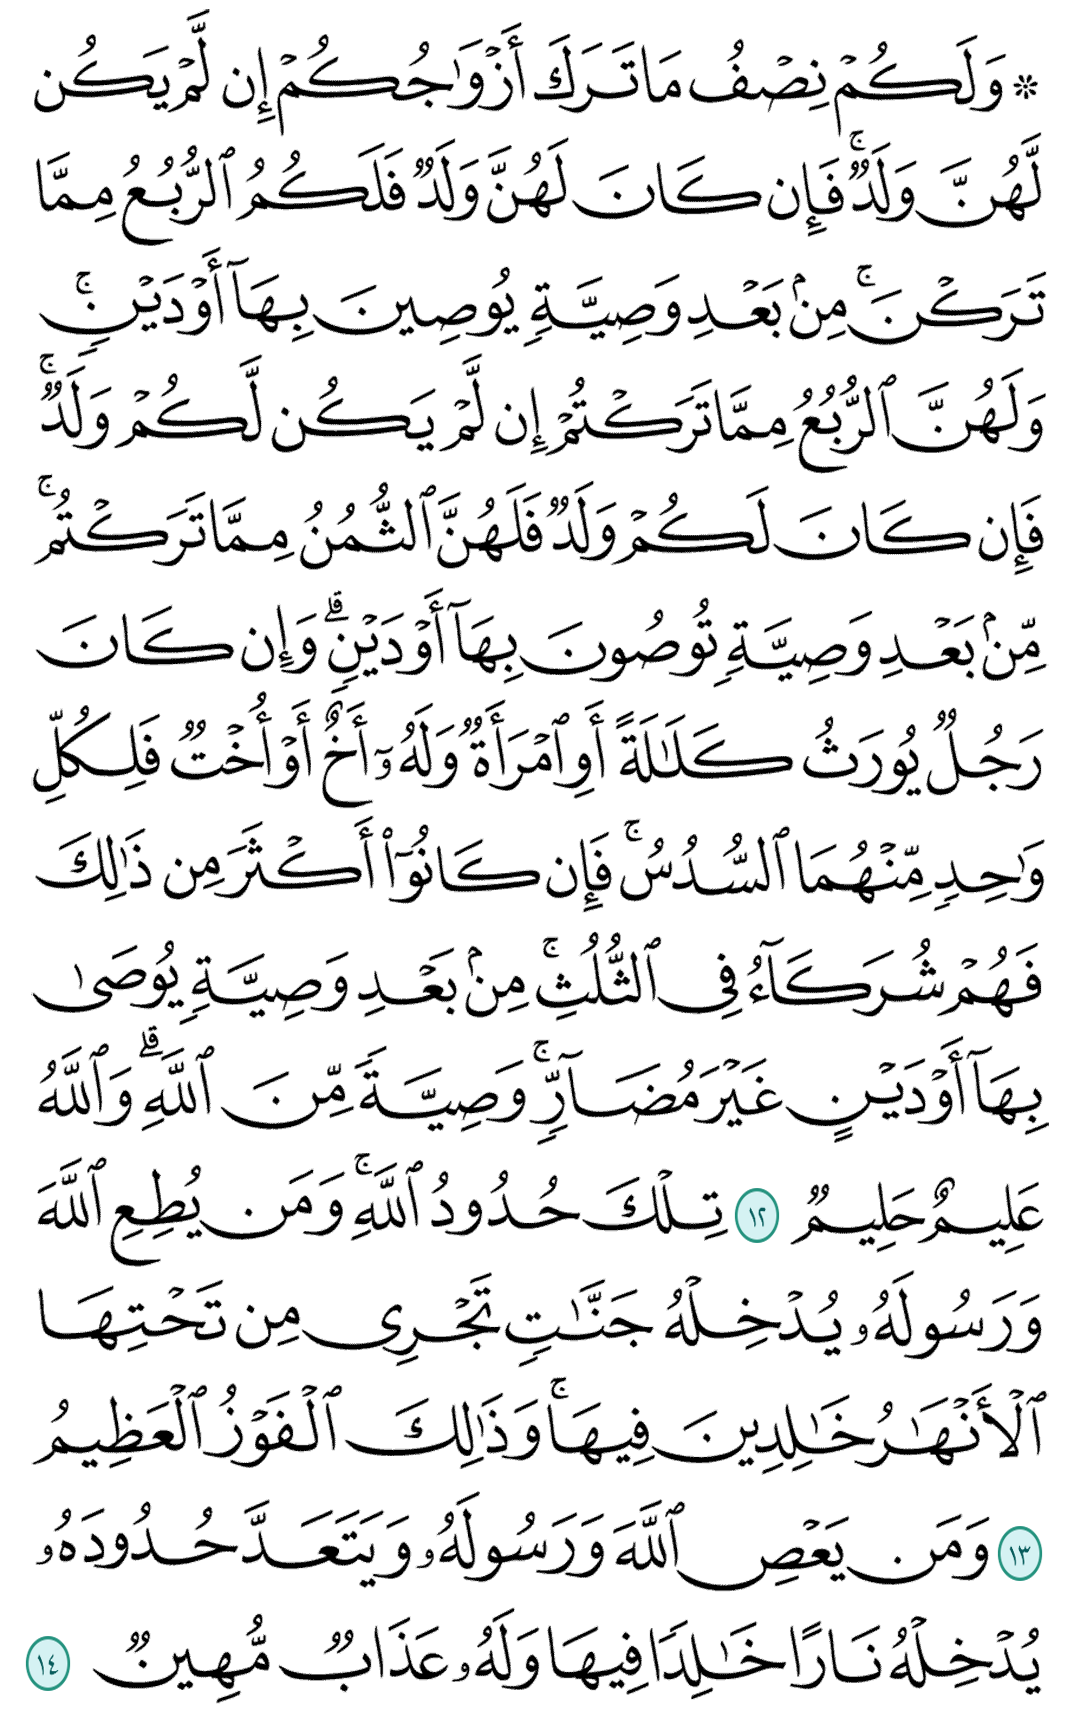 ۞ وَلَكُمۡ نِصۡفُ مَا تَرَكَ أَزۡوَٰجُكُمۡ إِن لَّمۡ يَكُن
لَّهُنَّ وَلَدٞۚ فَإِن كَانَ لَهُنَّ وَلَدٞ فَلَكُمُ ٱلرُّبُعُ مِمَّا
تَرَكۡنَۚ مِنۢ بَعۡدِ وَصِيَّةٖ يُوصِينَ بِهَآ أَوۡ دَيۡنٖۚ
وَلَهُنَّ ٱلرُّبُعُ مِمَّا تَرَكۡتُمۡ إِن لَّمۡ يَكُن لَّكُمۡ وَلَدٞۚ
فَإِن كَانَ لَكُمۡ وَلَدٞ فَلَهُنَّ ٱلثُّمُنُ مِمَّا تَرَكۡتُمۚ
مِّنۢ بَعۡدِ وَصِيَّةٖ تُوصُونَ بِهَآ أَوۡ دَيۡنٖۗ وَإِن كَانَ
رَجُلٞ يُورَثُ كَلَٰلَةً أَوِ ٱمۡرَأَةٞ وَلَهُۥٓ أَخٌ أَوۡ أُخۡتٞ فَلِكُلِّ
وَٰحِدٖ مِّنۡهُمَا ٱلسُّدُسُۚ فَإِن كَانُوٓاْ أَكۡثَرَ مِن ذَٰلِكَ
فَهُمۡ شُرَكَآءُ فِي ٱلثُّلُثِۚ مِنۢ بَعۡدِ وَصِيَّةٖ يُوصَىٰ
بِهَآ أَوۡ دَيۡنٍ غَيۡرَ مُضَآرّٖۚ وَصِيَّةٗ مِّنَ ٱللَّهِۗ وَٱللَّهُ
عَلِيمٌ حَلِيمٞ ١٢ تِلۡكَ حُدُودُ ٱللَّهِۚ وَمَن يُطِعِ ٱللَّهَ
وَرَسُولَهُۥ يُدۡخِلۡهُ جَنَّٰتٖ تَجۡرِي مِن تَحۡتِهَا
ٱلۡأَنۡهَٰرُ خَٰلِدِينَ فِيهَاۚ وَذَٰلِكَ ٱلۡفَوۡزُ ٱلۡعَظِيمُ
١٣ وَمَن يَعۡصِ ٱللَّهَ وَرَسُولَهُۥ وَيَتَعَدَّ حُدُودَهُۥ
يُدۡخِلۡهُ نَارًا خَٰلِدٗا فِيهَا وَلَهُۥ عَذَابٞ مُّهِينٞ ١٤